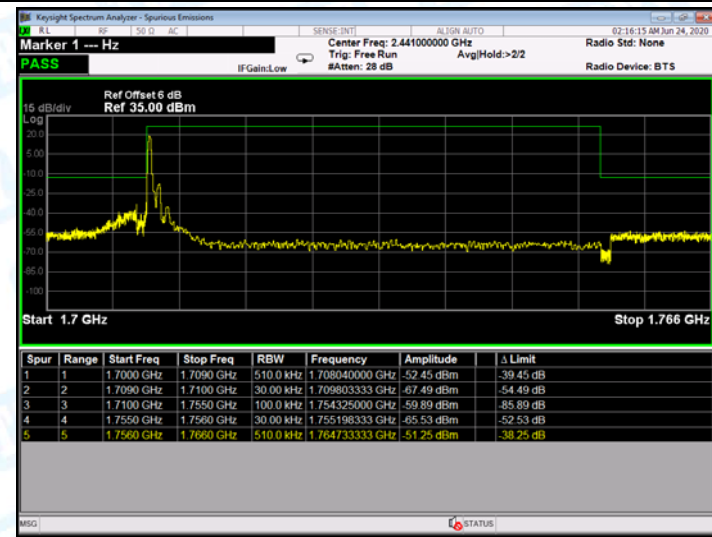 Keysight Spectrum Analyzer - Spurious Emissions
RL RF 50 Ω AC SENSE:INT ALIGN AUTO 02:16:15 AM Jun 24, 2020
Marker 1 --- Hz Center Freq: 2.441000000 GHz Radio Std: None
Trig: Free Run Avg|Hold:>2/2
PASS IFGain:Low #Atten: 28 dB Radio Device: BTS
Ref Offset 6 dB
15 dB/div Ref 35.00 dBm
Log
20.0
5.00
-10.0
-25.0
-40.0
-55.0
-70.0
-85.0
-100
Start 1.7 GHz Stop 1.766 GHz
Spur Range Start Freq Stop Freq RBW Frequency Amplitude Δ Limit
1 1 1.7000 GHz 1.7090 GHz 510.0 kHz 1.708040000 GHz -52.45 dBm -39.45 dB
2 2 1.7090 GHz 1.7100 GHz 30.00 kHz 1.709803333 GHz -67.49 dBm -54.49 dB
3 3 1.7100 GHz 1.7550 GHz 100.0 kHz 1.754325000 GHz -59.89 dBm -85.89 dB
4 4 1.7550 GHz 1.7560 GHz 30.00 kHz 1.755198333 GHz -65.53 dBm -52.53 dB
5 5 1.7560 GHz 1.7660 GHz 510.0 kHz 1.764733333 GHz -51.25 dBm -38.25 dB
MSG STATUS